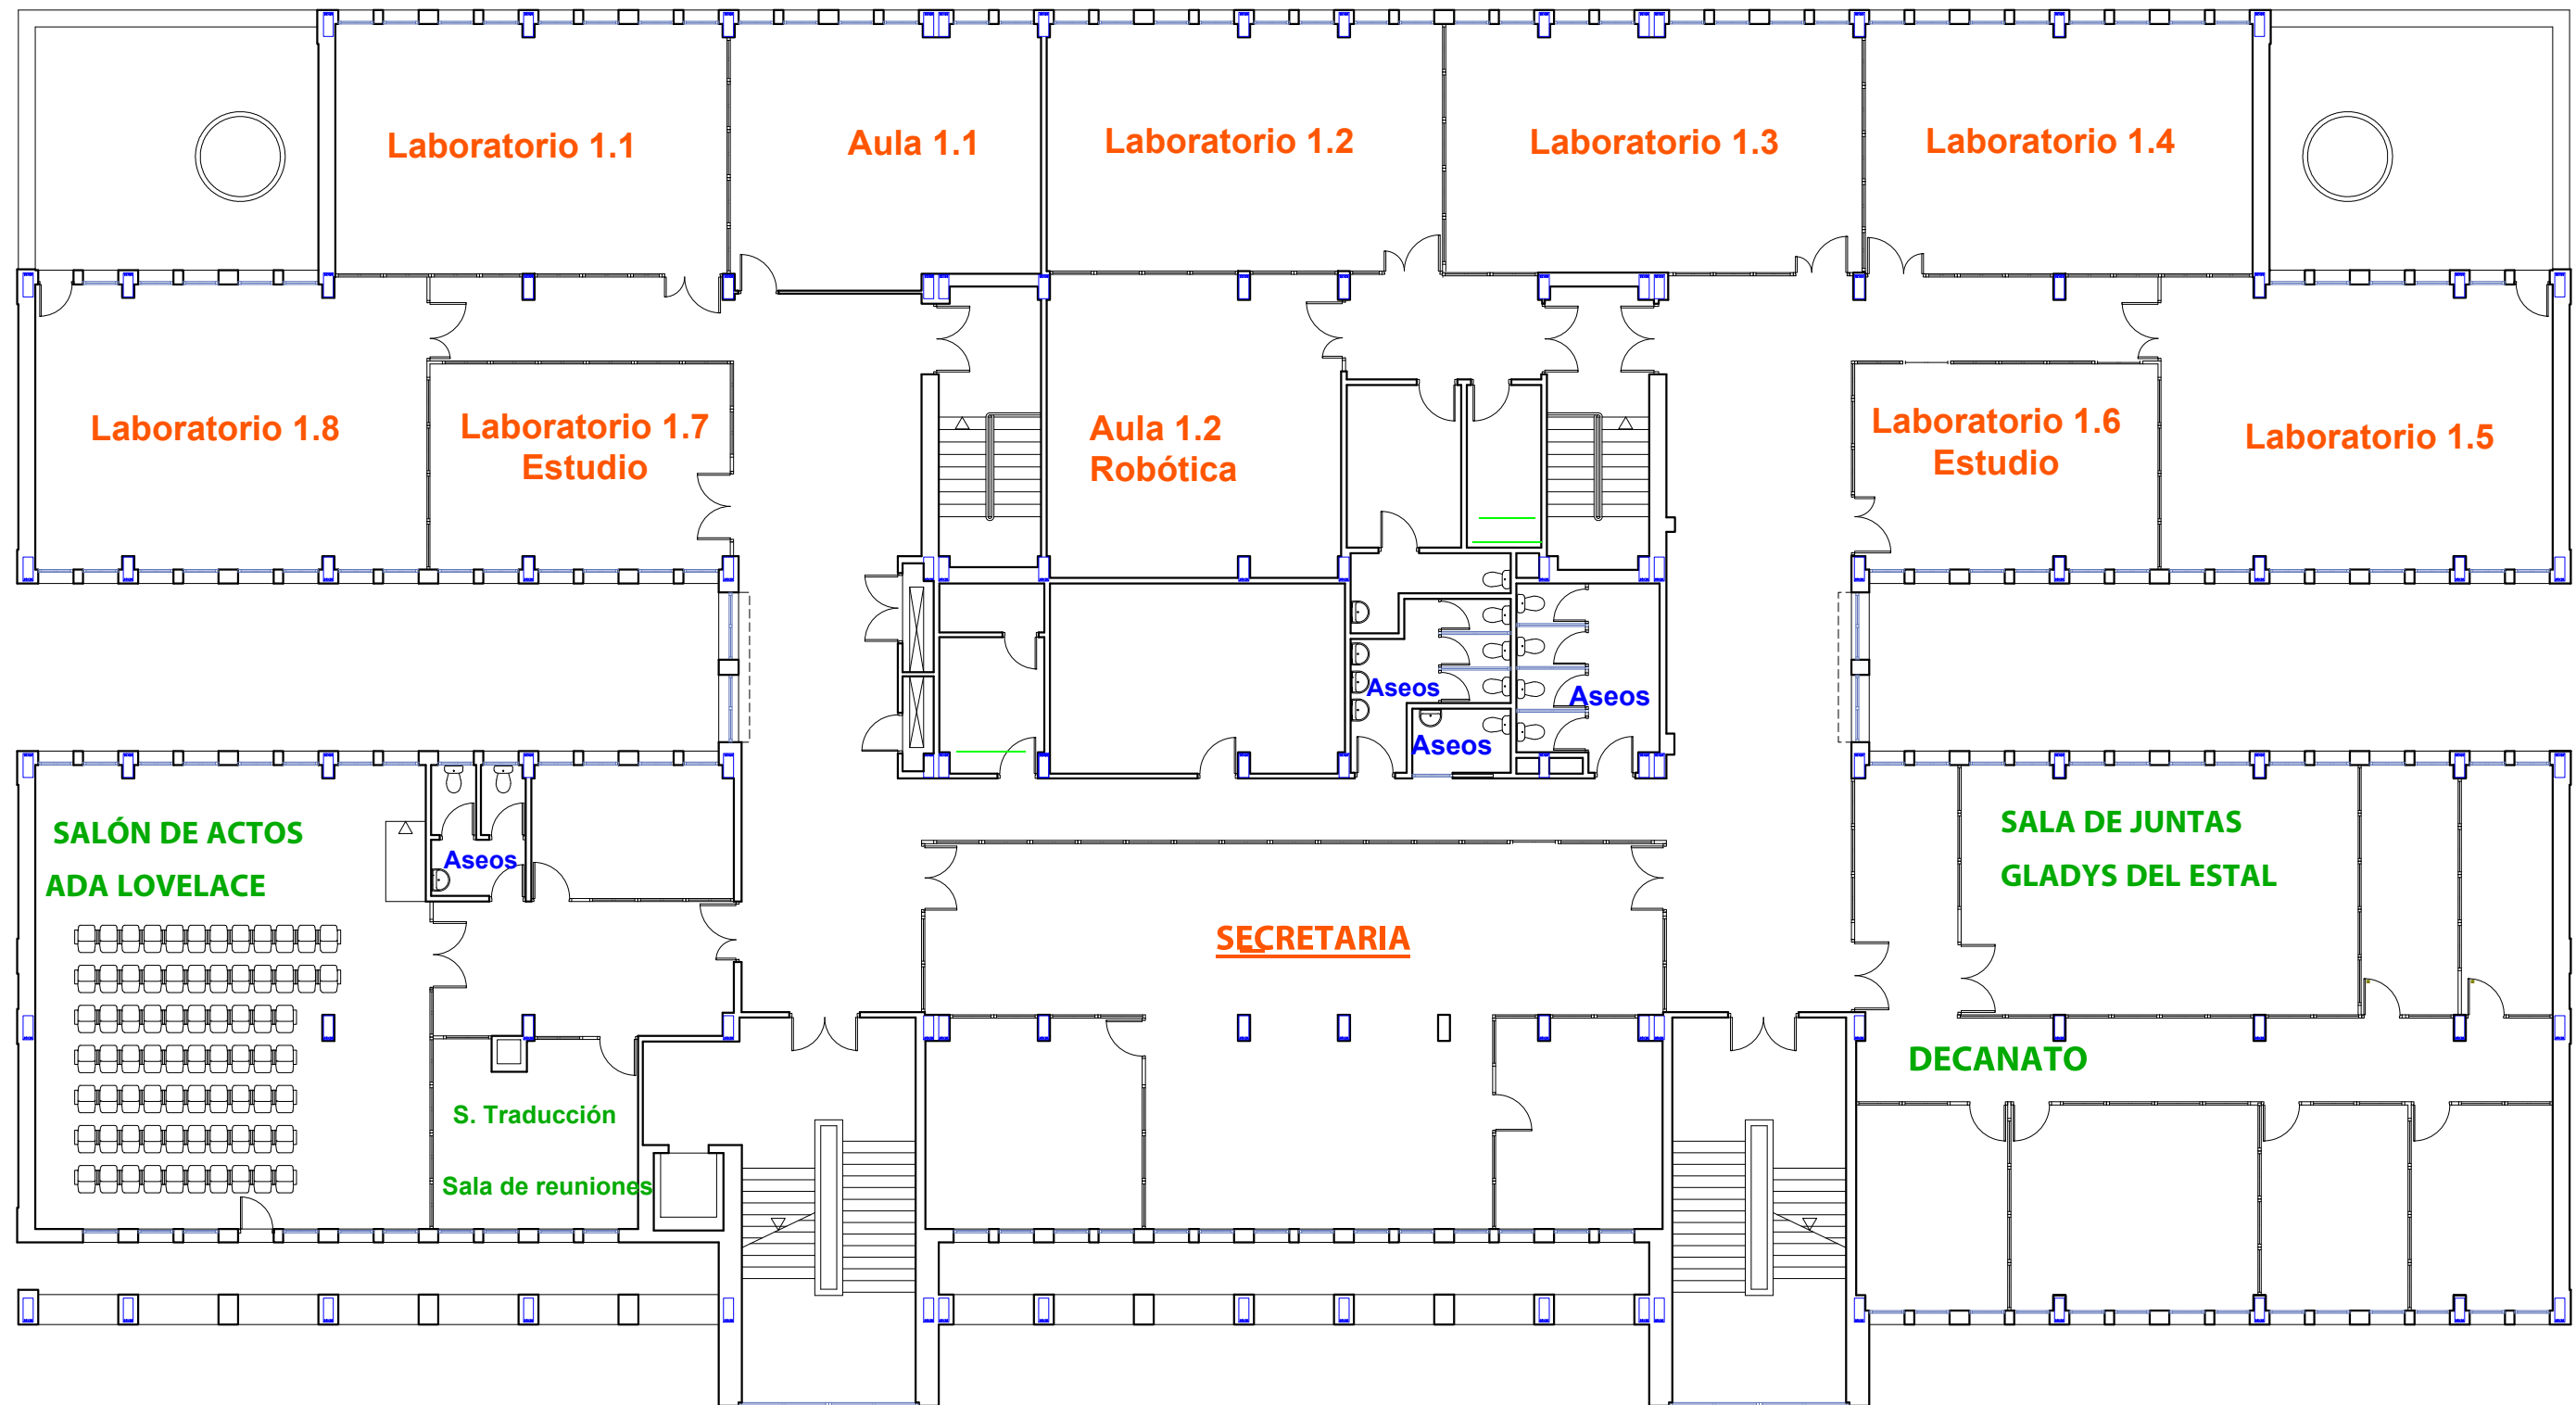 Laboratorio 1.1
Aula 1.1
Laboratorio 1.2
Laboratorio 1.3
Laboratorio 1.4
Laboratorio 1.8
Laboratorio 1.7
Estudio
Aula 1.2
Robótica
Laboratorio 1.6
Estudio
Laboratorio 1.5
Aseos
Aseos
Aseos
SALÓN DE ACTOS
ADA LOVELACE
Aseos
SALA DE JUNTAS
GLADYS DEL ESTAL
SECRETARIA
DECANATO
S. Traducción
Sala de reuniones